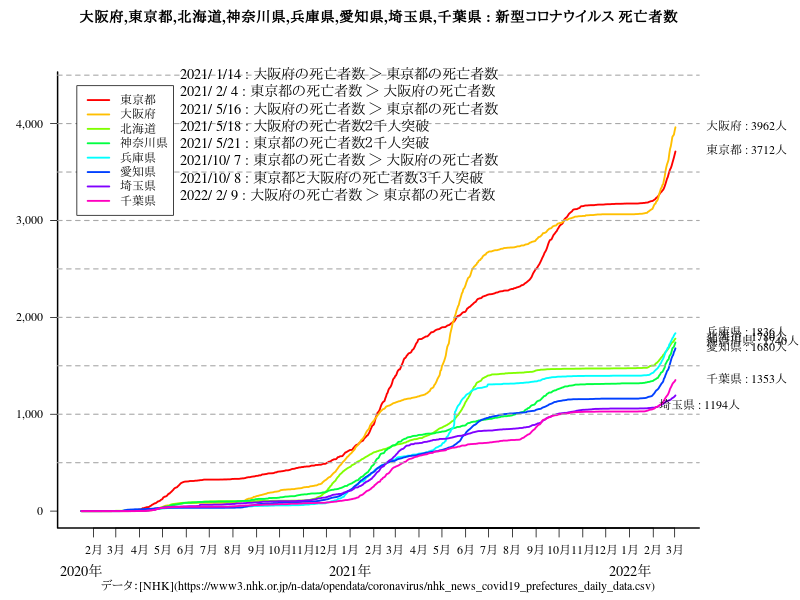 大阪府,東京都,北海道,神奈川県,兵庫県,愛知県,埼玉県,千葉県 : 新型コロナウイルス 死亡者数
2021/ 1/14 : 大阪府の死亡者数 ＞ 東京都の死亡者数
2021/ 2/ 4 : 東京都の死亡者数 ＞ 大阪府の死亡者数
2021/ 5/16 : 大阪府の死亡者数 ＞ 東京都の死亡者数
2021/ 5/18 : 大阪府の死亡者数2千人突破
2021/ 5/21 : 東京都の死亡者数2千人突破
2021/10/ 7 : 東京都の死亡者数 ＞ 大阪府の死亡者数
2021/10/ 8 : 東京都と大阪府の死亡者数3千人突破
2022/ 2/ 9 : 大阪府の死亡者数 ＞ 東京都の死亡者数
東京都
大阪府
北海道
神奈川県
兵庫県
愛知県
埼玉県
千葉県
4,000
3,000
2,000
1,000
0
大阪府 : 3962人
東京都 : 3712人
兵庫県 : 1836人
愛知県 : 1680人
千葉県 : 1353人
埼玉県 : 1194人
2月 3月 4月 5月 6月 7月 8月 9月 10月 11月 12月 1月 2月 3月 4月 5月 6月 7月 8月 9月 10月 11月 12月 1月 2月 3月
2020年 2021年 2022年
データ : [NHK](https://www3.nhk.or.jp/n-data/opendata/coronavirus/nhk_news_covid19_prefectures_daily_data.csv)